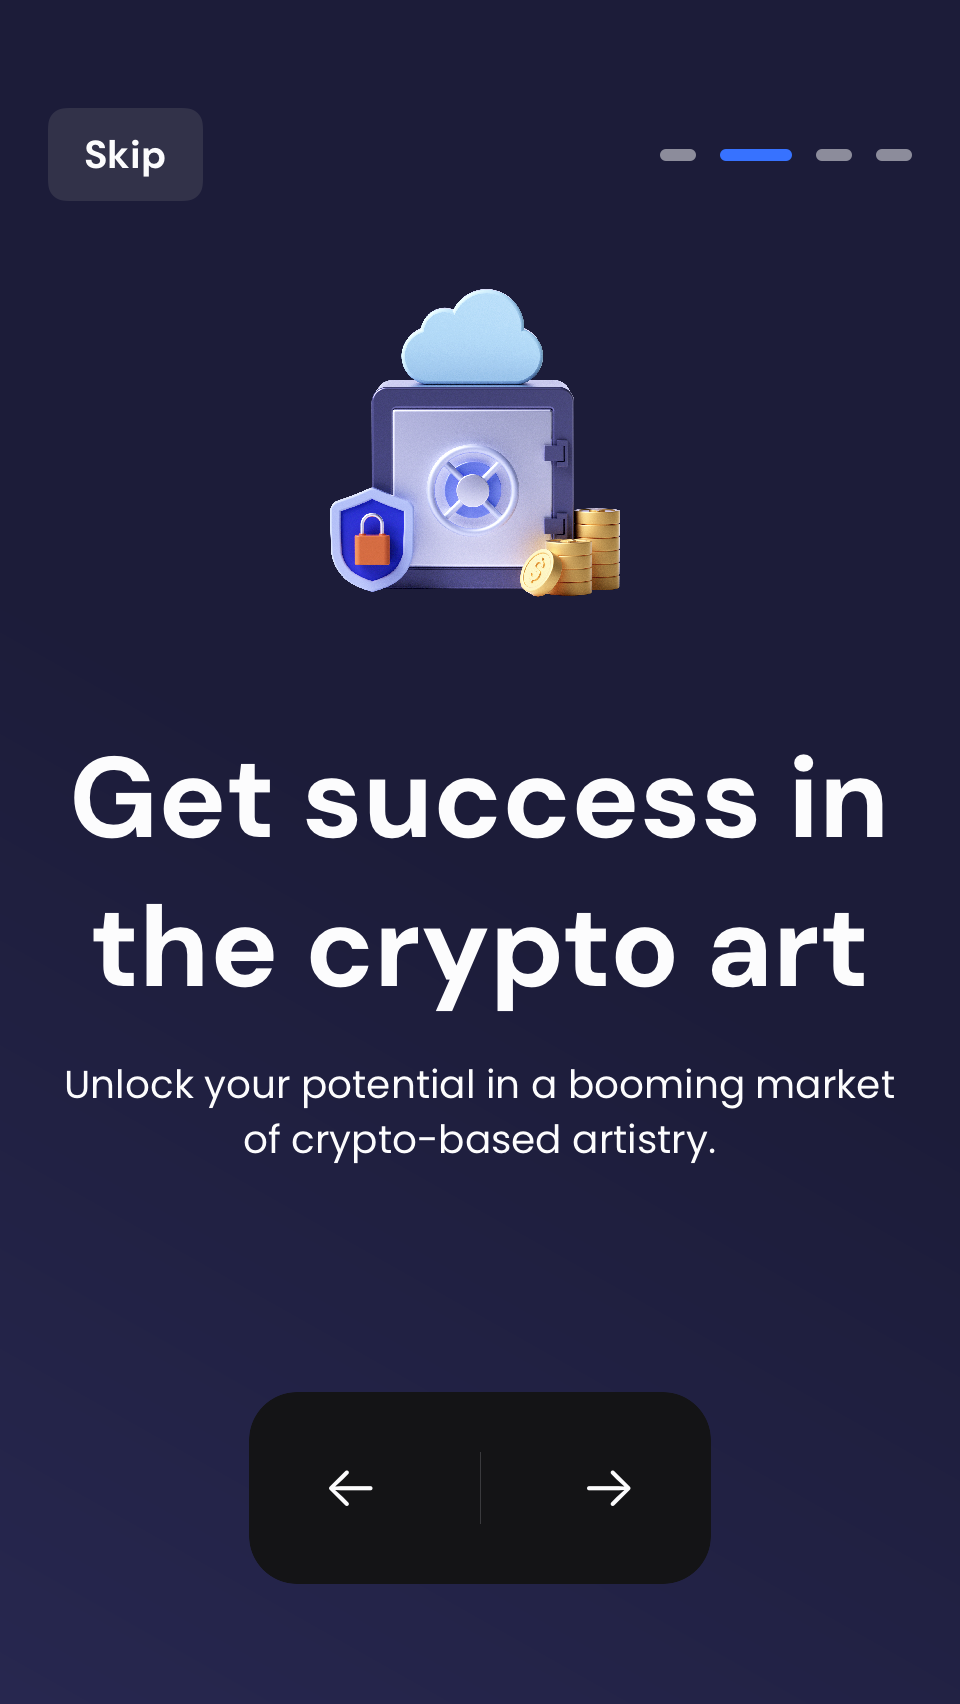 Skip
Get success in
the crypto art
Unlock your potential in a booming market
of crypto-based artistry.